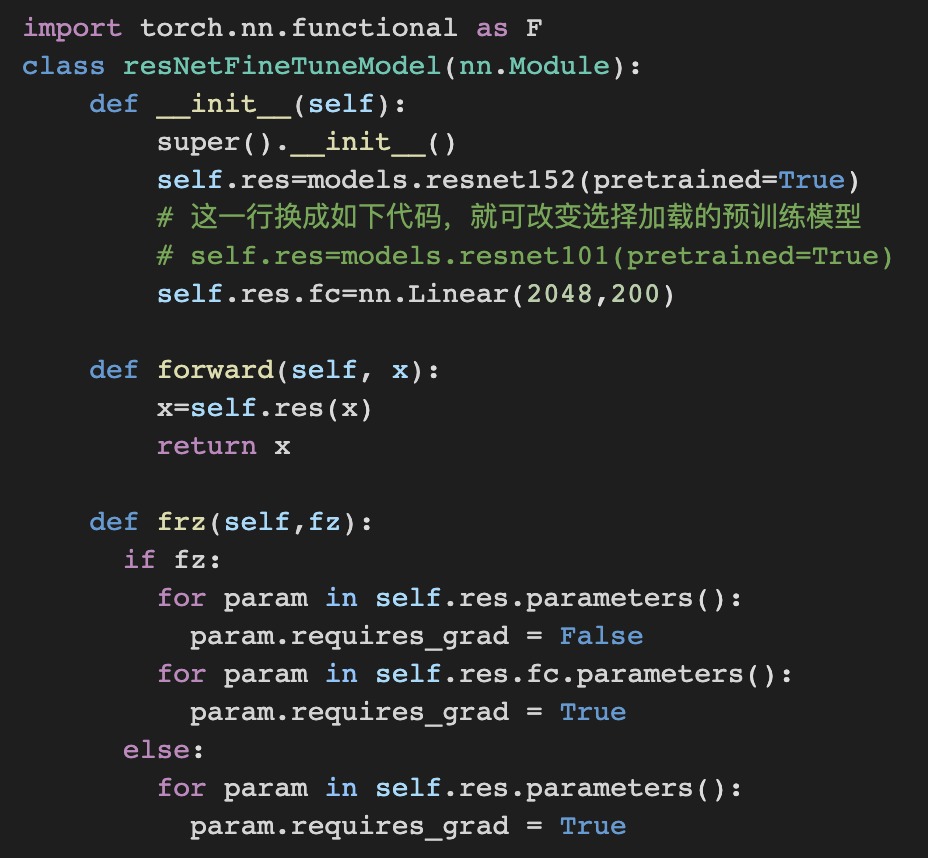 import torch.nn.functional as F
class resNetFineTuneModel(nn.Module):
    def __init__(self):
        super().__init__()
        self.res=models.resnet152(pretrained=True)
        # 这一行换成如下代码，就可改变选择加载的预训练模型
        # self.res=models.resnet101(pretrained=True)
        self.res.fc=nn.Linear(2048,200)

    def forward(self, x):
        x=self.res(x)
        return x

    def frz(self,fz):
      if fz:
        for param in self.res.parameters():
          param.requires_grad = False
        for param in self.res.fc.parameters():
          param.requires_grad = True
      else:
        for param in self.res.parameters():
          param.requires_grad = True